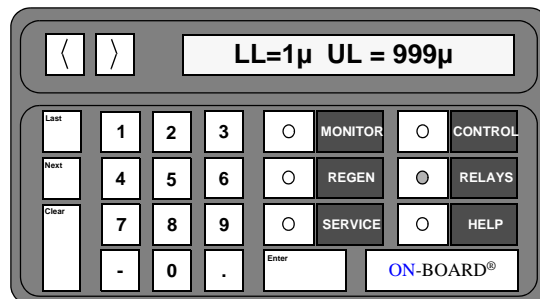 〈 〉 LL=1µ UL = 999µ
Last 1 2 3 MONITOR CONTROL
Next 4 5 6 REGEN RELAYS
Clear 7 8 9 SERVICE HELP
- 0 . Enter ON-BOARD®